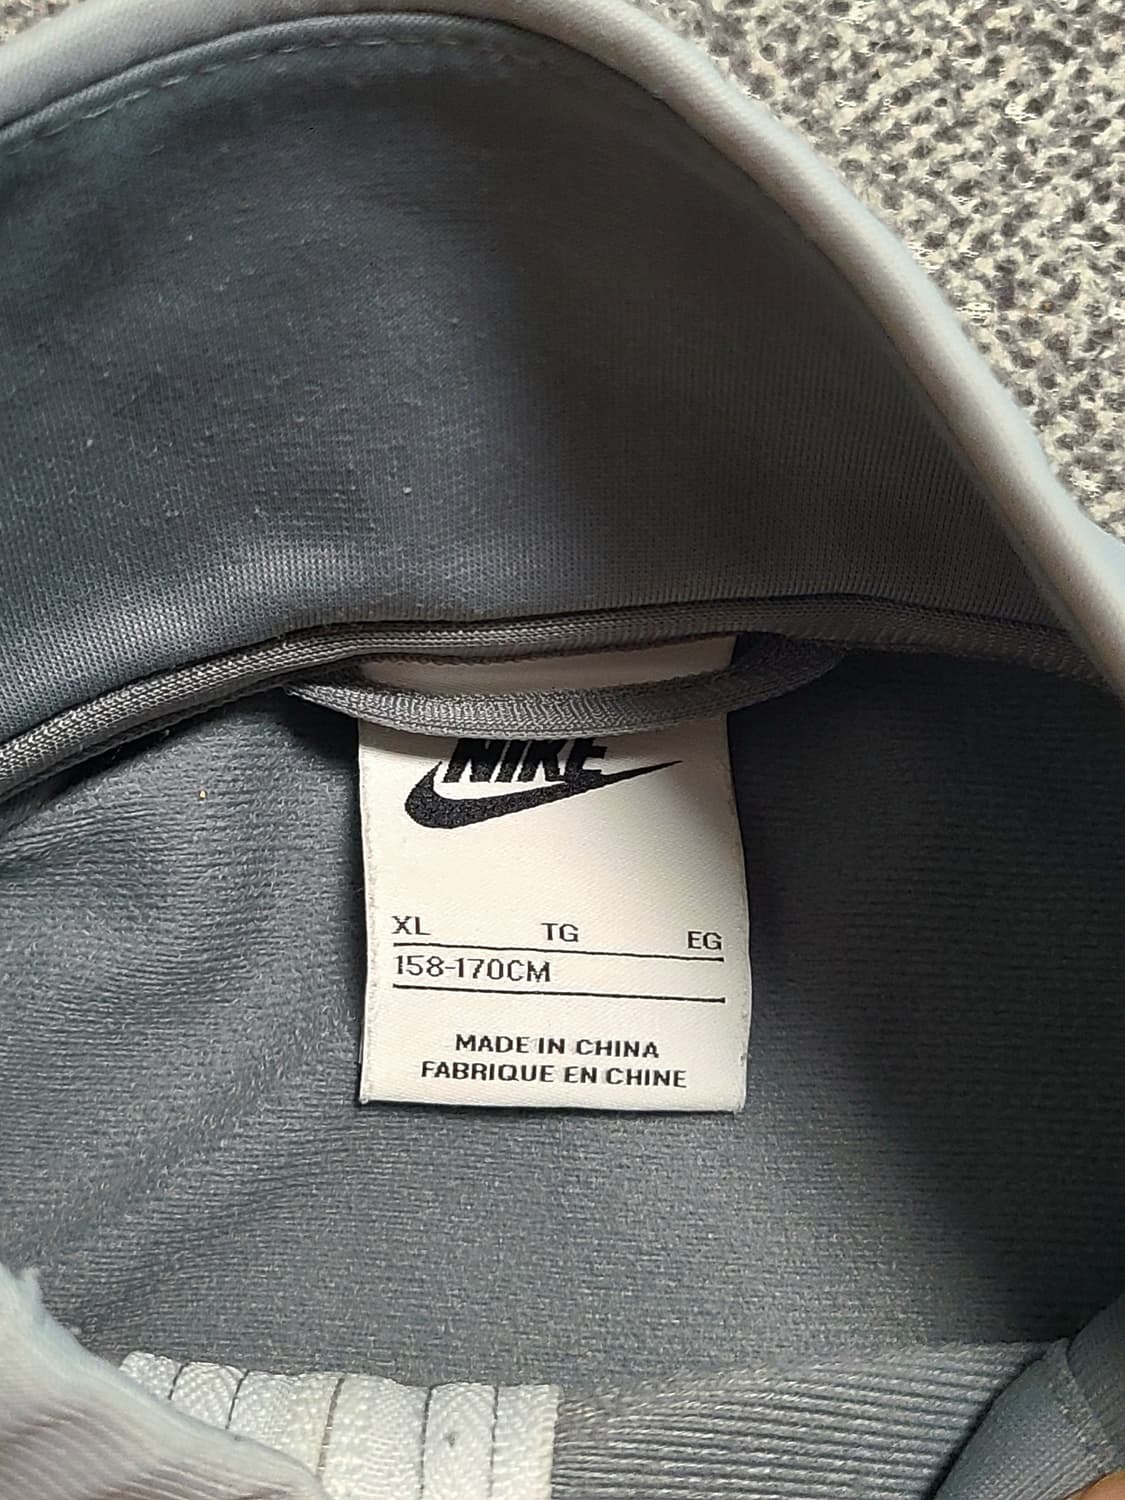 NIKE
XL TG EG
158-170CM
MADE IN CHINA
FABRIQUE EN CHINE